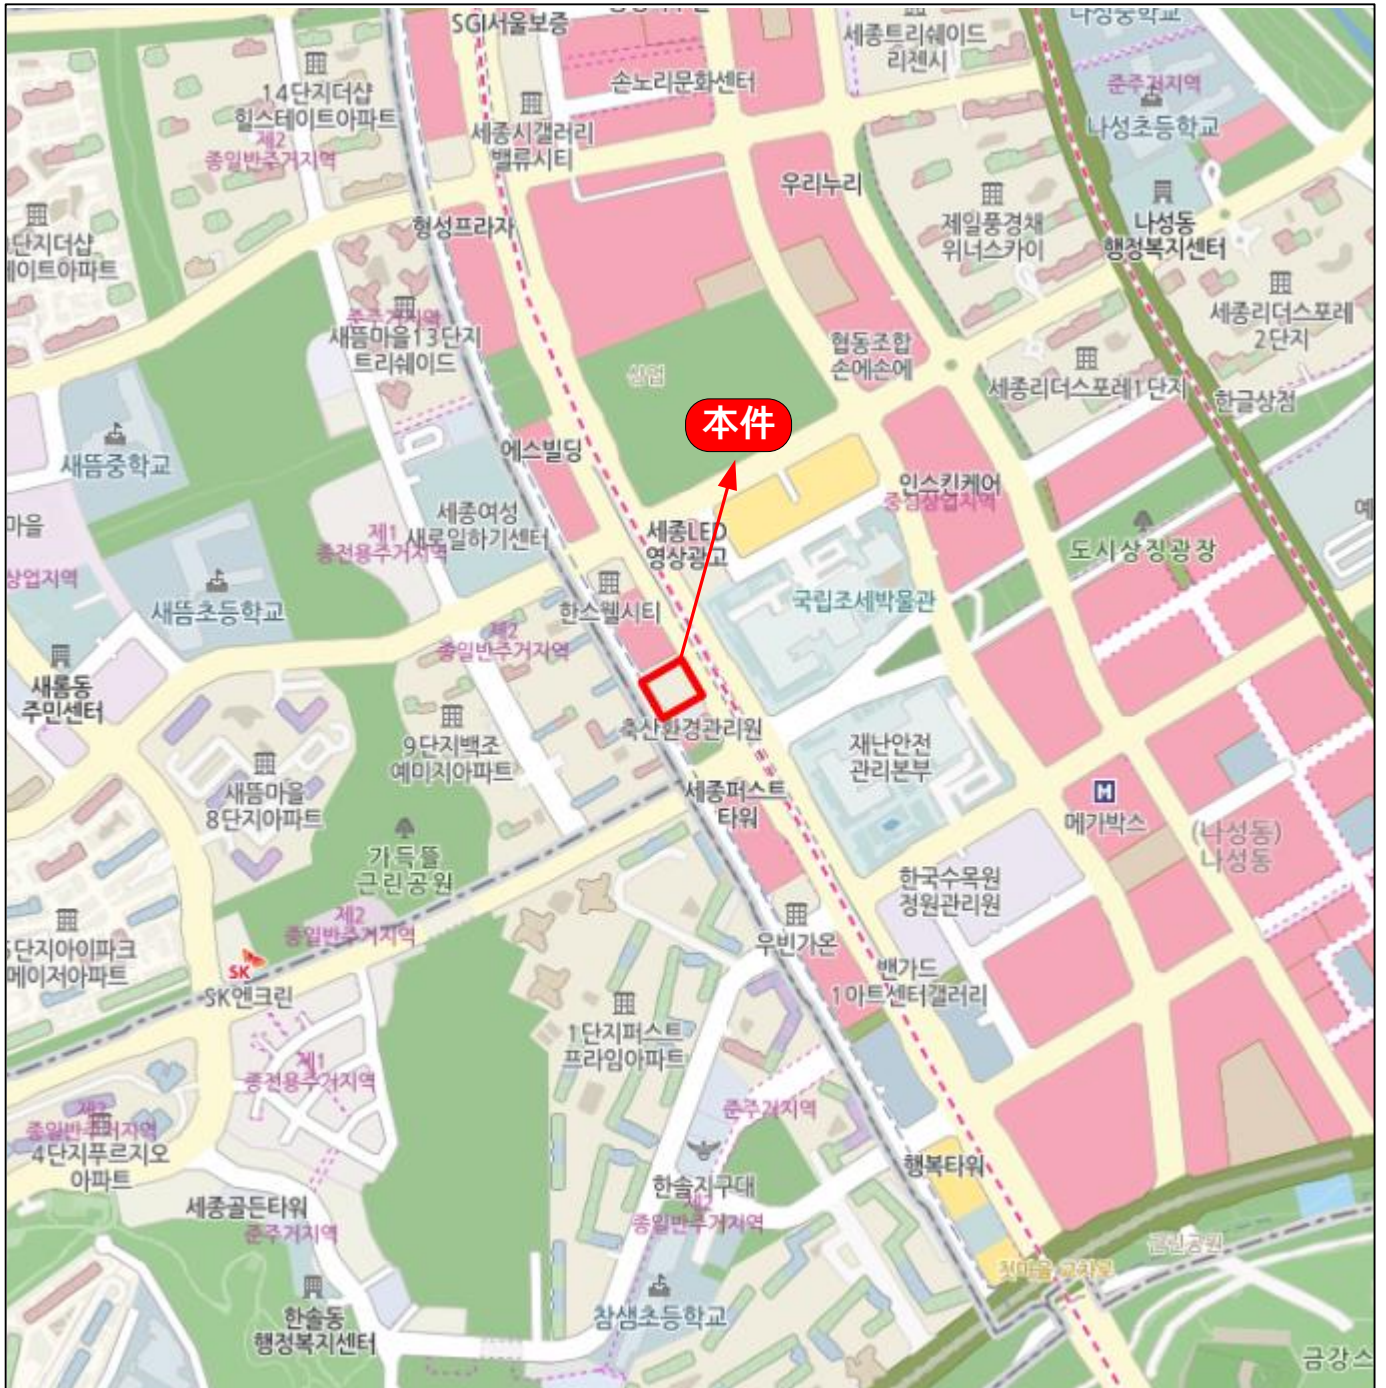 SGI서울보증
나성중학교
세종트리쉐이드
리젠시
손노리문화센터
14단지더샵
힐스테이트아파트
제2
종일반주거지역
세종시갤러리
밸류시티
준주거지역
나성초등학교
우리누리
형성프라자
제일풍경채
위너스카이
나성동
행정복지센터
단지더샵
이트아파트
준주거지역
새뜸마을13단지
트리쉐이드
세종리더스포레
2단지
협동조합
손에손에
상업
세종리더스포레1단지
한글상점
本件
에스빌딩
새뜸중학교
인스킨케어
중심상업지역
마을
세종여성
새로일하기센터
제1
종전용주거지역
세종LED
영상광고
도시상징광장
예
상업지역
새뜸초등학교
한스웰시티
국립조세박물관
제2
종일반주거지역
새롬동
주민센터
축산환경관리원
9단지백조
예미지아파트
재난안전
관리본부
새뜸마을
8단지아파트
세종퍼스트
타워
M
메가박스
(나성동)
나성동
가득뜰
근린공원
한국수목원
정원관리원
제2
종일반주거지역
우빈가온
5단지아이파크
메이저아파트
SK
SK엔크린
밴가드
1아트센터갤러리
1단지퍼스트
프라임아파트
제1
종전용주거지역
준주거지역
제2
종일반주거지역
4단지푸르지오
아파트
행복타워
한솔지구대
제2
종일반주거지역
세종골든타워
준주거지역
근린공원
첫마을 교차로
한솔동
행정복지센터
참샘초등학교
금강스